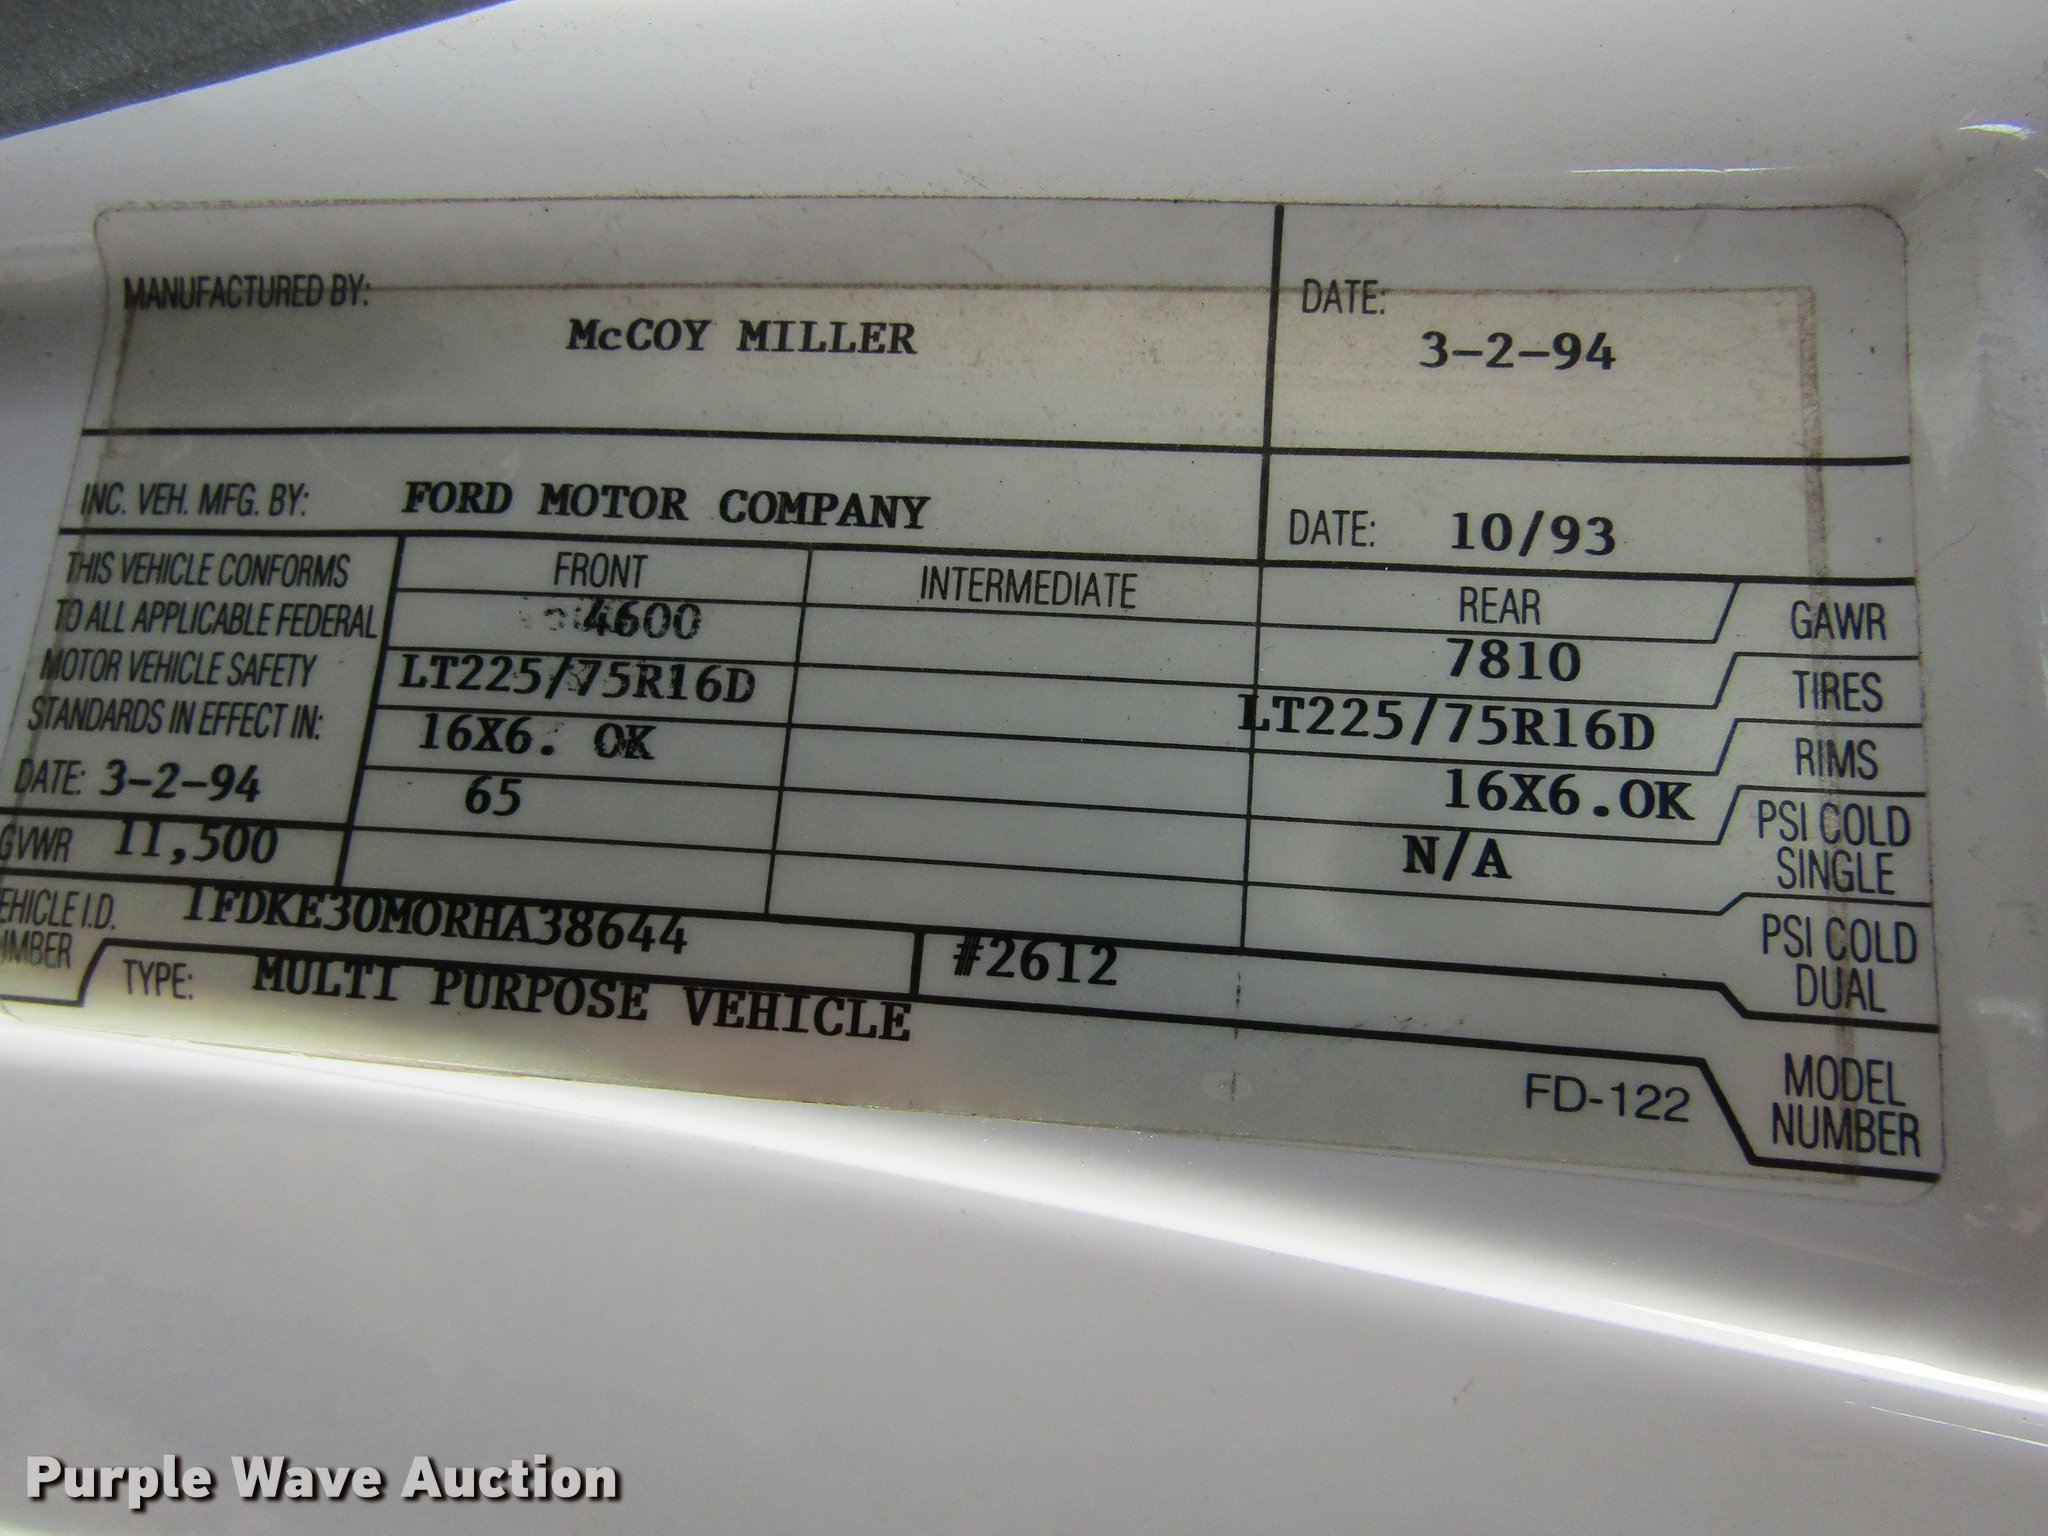 MANUFACTURED BY:
McCOY MILLER
DATE:
3-2-94
INC. VEH. MFG. BY: FORD MOTOR COMPANY
DATE: 10/93
THIS VEHICLE CONFORMS
TO ALL APPLICABLE FEDERAL
MOTOR VEHICLE SAFETY
STANDARDS IN EFFECT IN:
DATE: 3-2-94
GVWR 11,500
FRONT INTERMEDIATE REAR GAWR
4600 7810 TIRES
LT225/75R16D LT225/75R16D RIMS
16X6. OK 16X6.OK PSI COLD
SINGLE
65 N/A PSI COLD
DUAL
EHICLE I.D. 1FDKE30M0RHA38644 #2612
UMBER
TYPE: MULTI PURPOSE VEHICLE
FD-122
MODEL
NUMBER
Purple Wave Auction